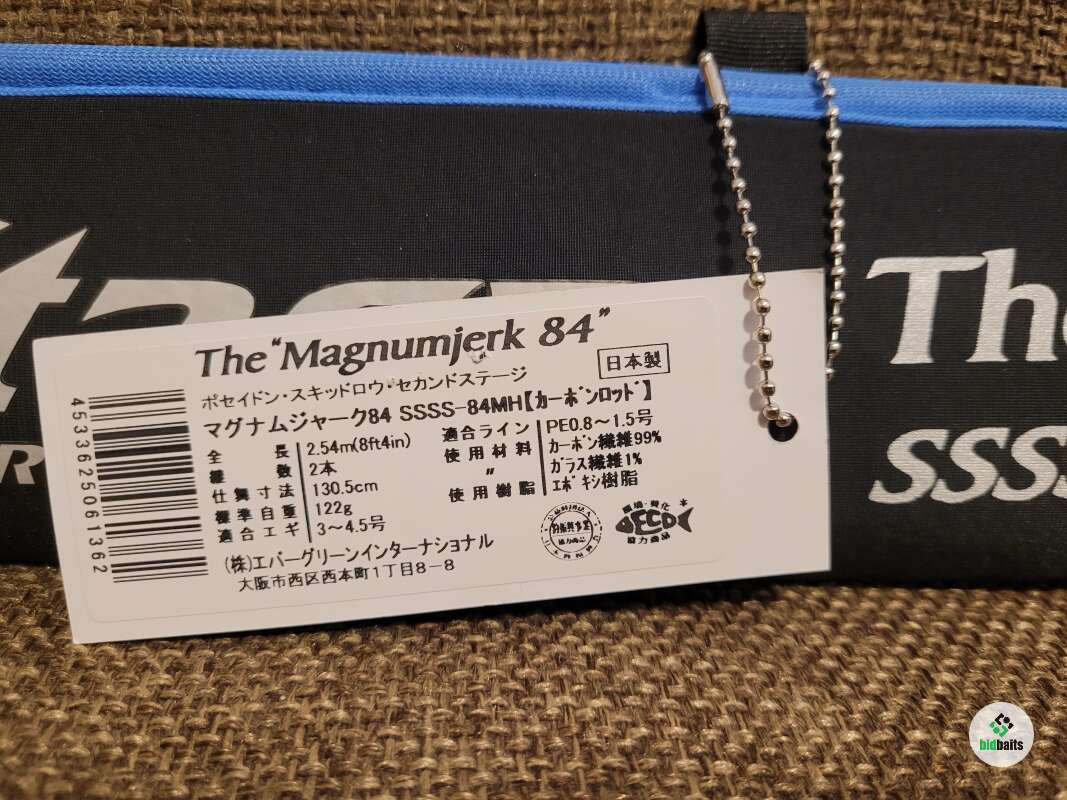 The "Magnumjerk 84"
日本製
ポセイドン・スキッドロウ・セカンドステージ
マグナムジャーク84 SSSS-84MH【カーボンロッド】
全長 2.54m(8ft4in)
継数 2本
仕舞寸法 130.5cm
標準自重 122g
適合エギ 3〜4.5号
適合ライン PE0.8〜1.5号
使用材料 カーボン繊維99%
〃 ガラス繊維1%
使用樹脂 エポキシ樹脂
(株)エバーグリーンインターナショナル
大阪市西区西本町1丁目8-8
4533625061362
ECO
協力商品
The
SSSS
bidbaits